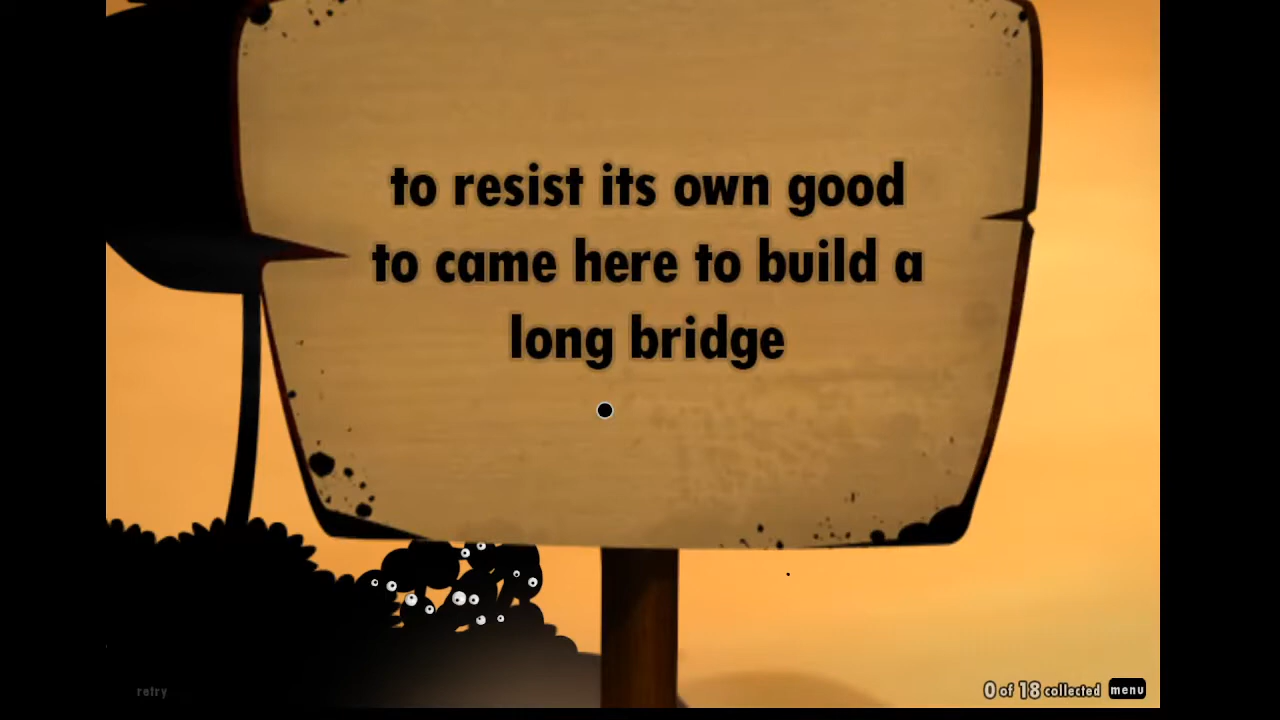 to resist its own good
to came here to build a
long bridge
retry
0 of 18 collected menu